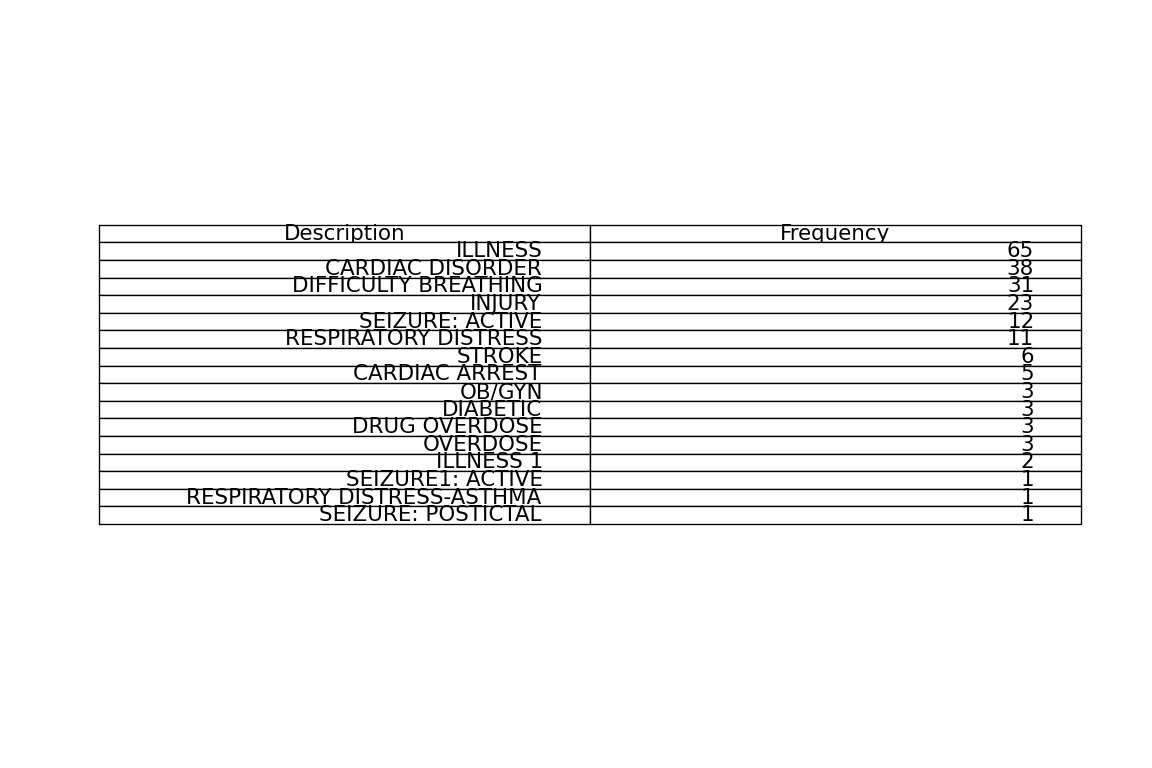 Description Frequency
ILLNESS 65
CARDIAC DISORDER 38
DIFFICULTY BREATHING 31
INJURY 23
SEIZURE: ACTIVE 12
RESPIRATORY DISTRESS 11
STROKE 6
CARDIAC ARREST 5
OB/GYN 3
DIABETIC 3
DRUG OVERDOSE 3
OVERDOSE 3
ILLNESS 1 2
SEIZURE1: ACTIVE 1
RESPIRATORY DISTRESS-ASTHMA 1
SEIZURE: POSTICTAL 1